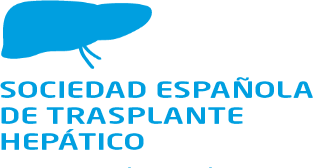 SOCIEDAD ESPAÑOLA
DE TRASPLANTE
HEPÁTICO